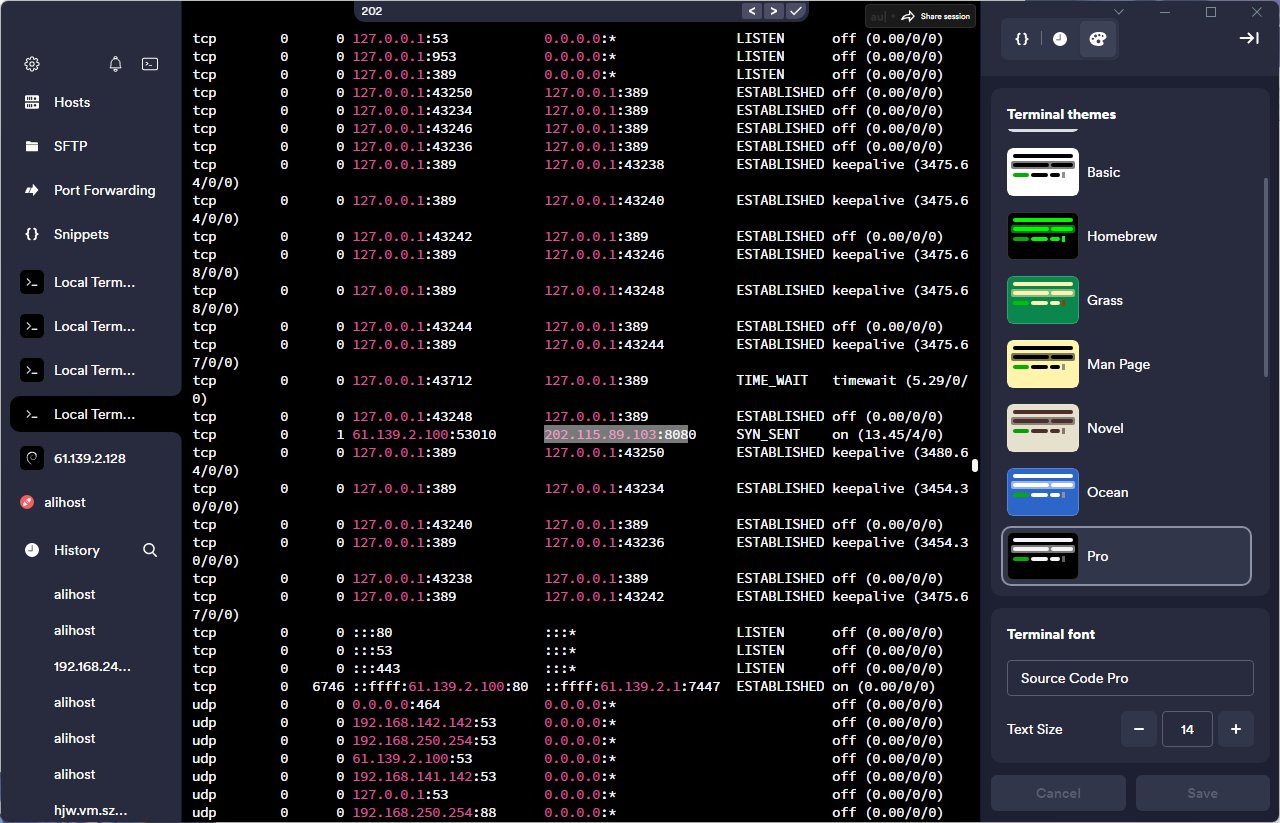 202
Share session
Hosts
SFTP
Port Forwarding
Snippets
Local Term...
Local Term...
Local Term...
Local Term...
61.139.2.128
alihost
History
alihost
alihost
192.168.24...
alihost
alihost
alihost
hjw.vm.sz...
tcp 0 0 127.0.0.1:53 0.0.0.0:* LISTEN off (0.00/0/0)
tcp 0 0 127.0.0.1:953 0.0.0.0:* LISTEN off (0.00/0/0)
tcp 0 0 127.0.0.1:389 0.0.0.0:* LISTEN off (0.00/0/0)
tcp 0 0 127.0.0.1:43250 127.0.0.1:389 ESTABLISHED off (0.00/0/0)
tcp 0 0 127.0.0.1:43234 127.0.0.1:389 ESTABLISHED off (0.00/0/0)
tcp 0 0 127.0.0.1:43246 127.0.0.1:389 ESTABLISHED off (0.00/0/0)
tcp 0 0 127.0.0.1:43236 127.0.0.1:389 ESTABLISHED off (0.00/0/0)
tcp 0 0 127.0.0.1:389 127.0.0.1:43238 ESTABLISHED keepalive (3475.6
4/0/0)
tcp 0 0 127.0.0.1:389 127.0.0.1:43240 ESTABLISHED keepalive (3475.6
4/0/0)
tcp 0 0 127.0.0.1:43242 127.0.0.1:389 ESTABLISHED off (0.00/0/0)
tcp 0 0 127.0.0.1:389 127.0.0.1:43246 ESTABLISHED keepalive (3475.6
8/0/0)
tcp 0 0 127.0.0.1:389 127.0.0.1:43248 ESTABLISHED keepalive (3475.6
8/0/0)
tcp 0 0 127.0.0.1:43244 127.0.0.1:389 ESTABLISHED off (0.00/0/0)
tcp 0 0 127.0.0.1:389 127.0.0.1:43244 ESTABLISHED keepalive (3475.6
7/0/0)
tcp 0 0 127.0.0.1:43712 127.0.0.1:389 TIME_WAIT timewait (5.29/0/
0)
tcp 0 0 127.0.0.1:43248 127.0.0.1:389 ESTABLISHED off (0.00/0/0)
tcp 0 1 61.139.2.100:53010 202.115.89.103:8080 SYN_SENT on (13.45/4/0)
tcp 0 0 127.0.0.1:389 127.0.0.1:43250 ESTABLISHED keepalive (3480.6
4/0/0)
tcp 0 0 127.0.0.1:389 127.0.0.1:43234 ESTABLISHED keepalive (3454.3
0/0/0)
tcp 0 0 127.0.0.1:43240 127.0.0.1:389 ESTABLISHED off (0.00/0/0)
tcp 0 0 127.0.0.1:389 127.0.0.1:43236 ESTABLISHED keepalive (3454.3
0/0/0)
tcp 0 0 127.0.0.1:43238 127.0.0.1:389 ESTABLISHED off (0.00/0/0)
tcp 0 0 127.0.0.1:389 127.0.0.1:43242 ESTABLISHED keepalive (3475.6
7/0/0)
tcp 0 0 :::80 :::* LISTEN off (0.00/0/0)
tcp 0 0 :::53 :::* LISTEN off (0.00/0/0)
tcp 0 0 :::443 :::* LISTEN off (0.00/0/0)
tcp 0 6746 ::ffff:61.139.2.100:80 ::ffff:61.139.2.1:7447 ESTABLISHED on (0.00/0/0)
udp 0 0 0.0.0.0:464 0.0.0.0:* off (0.00/0/0)
udp 0 0 192.168.142.142:53 0.0.0.0:* off (0.00/0/0)
udp 0 0 192.168.250.254:53 0.0.0.0:* off (0.00/0/0)
udp 0 0 61.139.2.100:53 0.0.0.0:* off (0.00/0/0)
udp 0 0 192.168.141.142:53 0.0.0.0:* off (0.00/0/0)
udp 0 0 127.0.0.1:53 0.0.0.0:* off (0.00/0/0)
udp 0 0 192.168.250.254:88 0.0.0.0:* off (0.00/0/0)
Terminal themes
Basic
Homebrew
Grass
Man Page
Novel
Ocean
Pro
Terminal font
Source Code Pro
Text Size
14
Cancel
Save